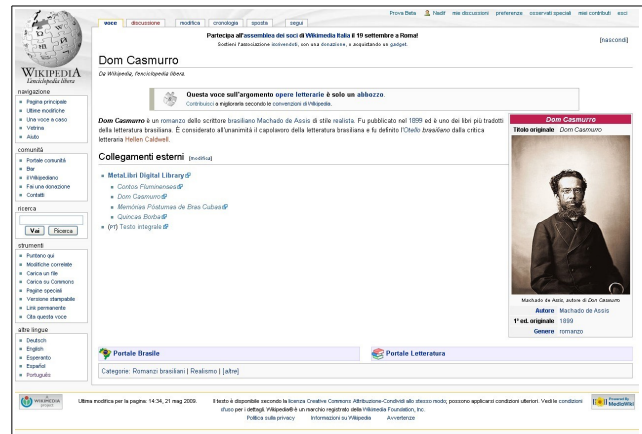 Prova Beta Nadif mie discussioni preferenze osservati speciali miei contributi esci
voce discussione modifica cronologia sposta segui
Partecipa all'assemblea dei soci di Wikimedia Italia il 19 settembre a Roma!
Sostieni l'associazione iscrivendoti, con una donazione, o acquistando un gadget.
[nascondi]
WIKIPEDIA
L'enciclopedia libera
navigazione
Pagina principale
Ultime modifiche
Una voce a caso
Vetrina
Aiuto
comunità
Portale comunità
Bar
il Wikipediano
Fai una donazione
Contatti
ricerca
Vai Ricerca
strumenti
Puntano qui
Modifiche correlate
Carica un file
Carica su Commons
Pagine speciali
Versione stampabile
Link permanente
Cita questa voce
altre lingue
Deutsch
English
Esperanto
Español
Português
Dom Casmurro
Da Wikipedia, l'enciclopedia libera.
Questa voce sull'argomento opere letterarie è solo un abbozzo.
Contribuisci a migliorarla secondo le convenzioni di Wikipedia.
Dom Casmurro è un romanzo dello scrittore brasiliano Machado de Assis di stile realista. Fu pubblicato nel 1899 ed è uno dei libri più tradotti
della letteratura brasiliana. È considerato all'unanimità il capolavoro della letteratura brasiliana e fu definito l'Otello brasiliano dalla critica
letteraria Hellen Caldwell.
Collegamenti esterni [modifica]
MetaLibri Digital Library
Contos Fluminenses
Dom Casmurro
Memórias Póstumas de Bras Cubas
Quincas Borba
(PT) Testo integrale
Dom Casmurro
Titolo originale Dom Casmurro
Machado de Assis, autore di Dom Casmurro
Autore Machado de Assis
1ª ed. originale 1899
Genere romanzo
Portale Brasile
Portale Letteratura
Categorie: Romanzi brasiliani | Realismo | [altre]
WIKIMEDIA
project
Ultima modifica per la pagina: 14:34, 21 mag 2009.
Il testo è disponibile secondo la licenza Creative Commons Attribuzione-Condividi allo stesso modo; possono applicarsi condizioni ulteriori. Vedi le condizioni
d'uso per i dettagli. Wikipedia® è un marchio registrato della Wikimedia Foundation, Inc.
Politica sulla privacy Informazioni su Wikipedia Avvertenze
Powered By
MediaWiki